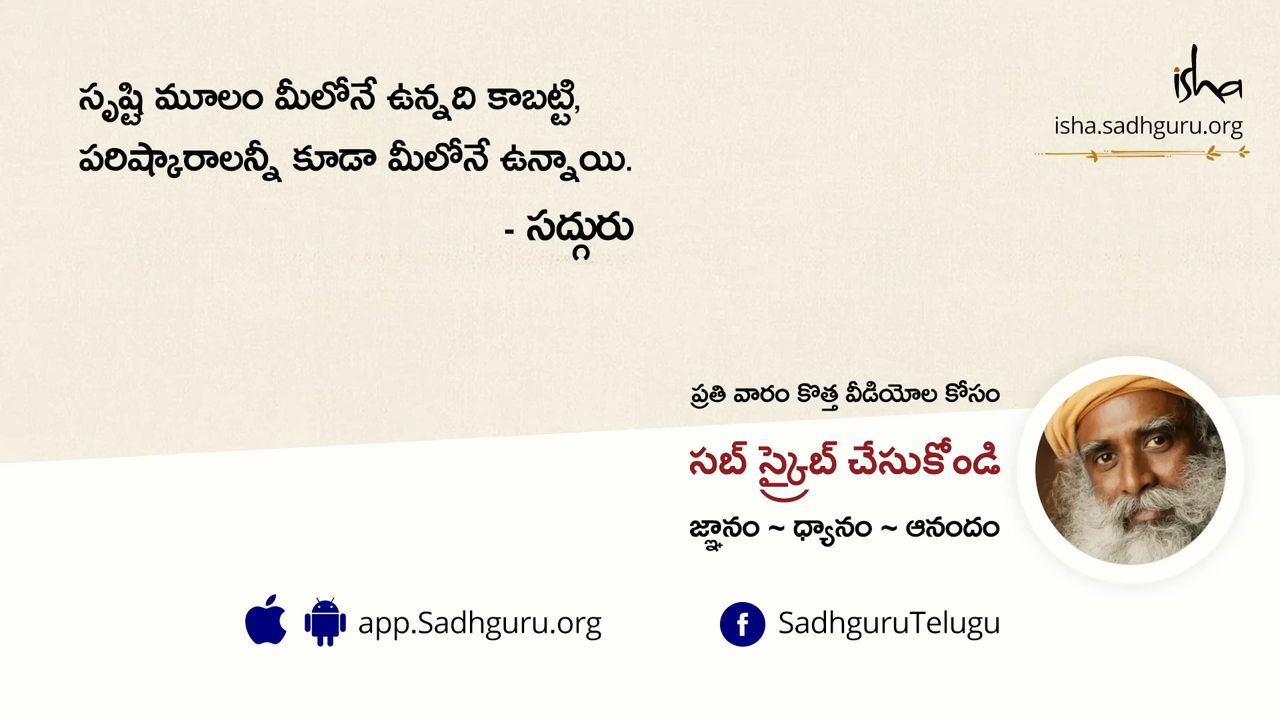 సృష్టి మూలం మీలోనే ఉన్నది కాబట్టి,
పరిష్కారాలన్నీ కూడా మీలోనే ఉన్నాయి.
- సద్గురు
isha
isha.sadhguru.org
ప్రతి వారం కొత్త వీడియోల కోసం
సబ్ స్క్రైబ్ చేసుకోండి
జ్ఞానం ~ ధ్యానం ~ ఆనందం
app.Sadhguru.org
SadhguruTelugu